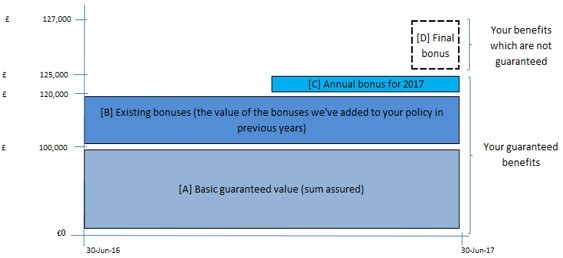 £ 127,000
[D] Final
bonus
Your benefits
which are not
guaranteed
£ 125,000
[C] Annual bonus for 2017
£ 120,000
[B] Existing bonuses (the value of the bonuses we've added to your policy in
previous years)
Your guaranteed
benefits
£ 100,000
[A] Basic guaranteed value (sum assured)
£0
30-Jun-16
30-Jun-17